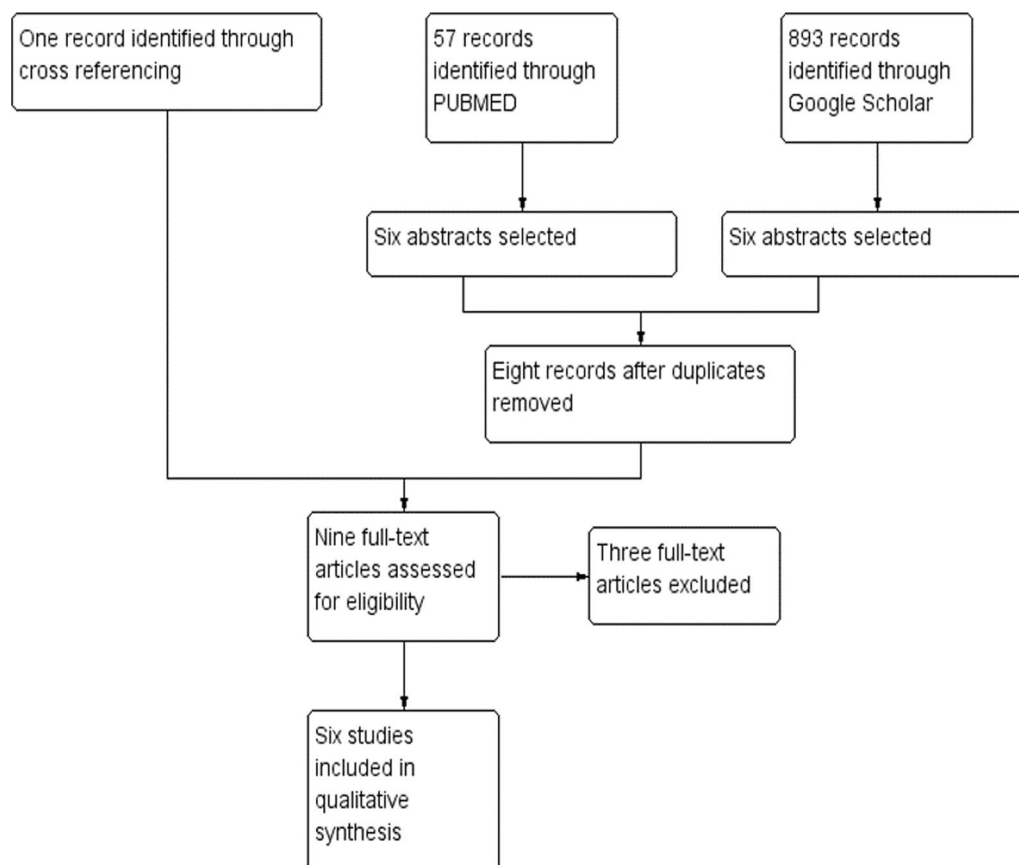 One record identified through
cross referencing
57 records
identified through
PUBMED
893 records
identified through
Google Scholar
Six abstracts selected
Six abstracts selected
Eight records after duplicates
removed
Nine full-text
articles assessed
for eligibility
Three full-text
articles excluded
Six studies
included in
qualitative
synthesis